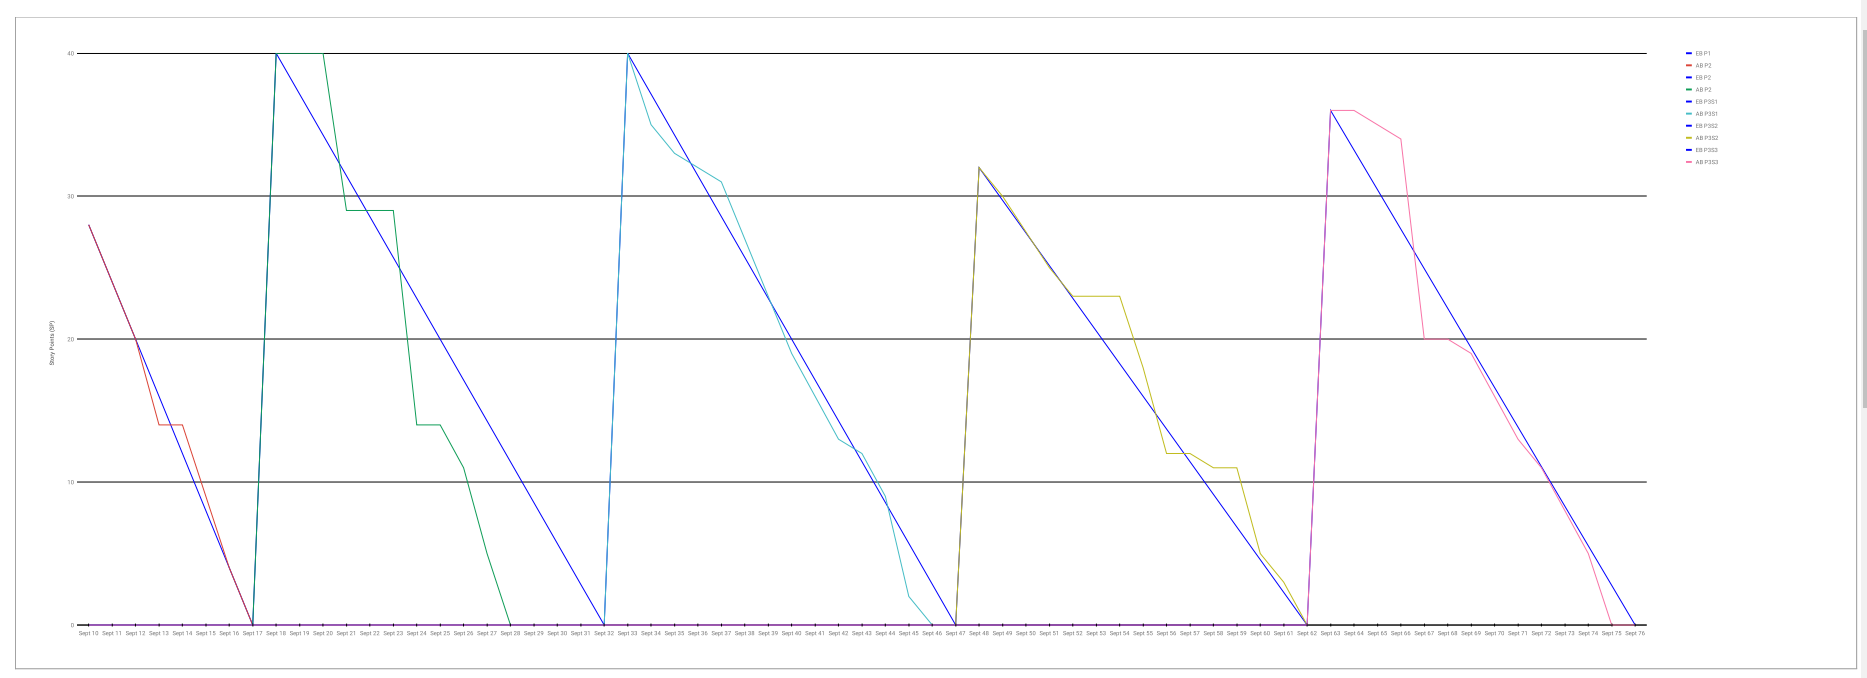 40
30
20
10
0
Story Points (SP)
Sept 10 Sept 11 Sept 12 Sept 13 Sept 14 Sept 15 Sept 16 Sept 17 Sept 18 Sept 19 Sept 20 Sept 21 Sept 22 Sept 23 Sept 24 Sept 25 Sept 26 Sept 27 Sept 28 Sept 29 Sept 30 Sept 31 Sept 32 Sept 33 Sept 34 Sept 35 Sept 36 Sept 37 Sept 38 Sept 39 Sept 40 Sept 41 Sept 42 Sept 43 Sept 44 Sept 45 Sept 46 Sept 47 Sept 48 Sept 49 Sept 50 Sept 51 Sept 52 Sept 53 Sept 54 Sept 55 Sept 56 Sept 57 Sept 58 Sept 59 Sept 60 Sept 61 Sept 62 Sept 63 Sept 64 Sept 65 Sept 66 Sept 67 Sept 68 Sept 69 Sept 70 Sept 71 Sept 72 Sept 73 Sept 74 Sept 75 Sept 76
EB P1
AB P2
EB P2
AB P2
EB P3S1
AB P3S1
EB P3S2
AB P3S2
EB P3S3
AB P3S3